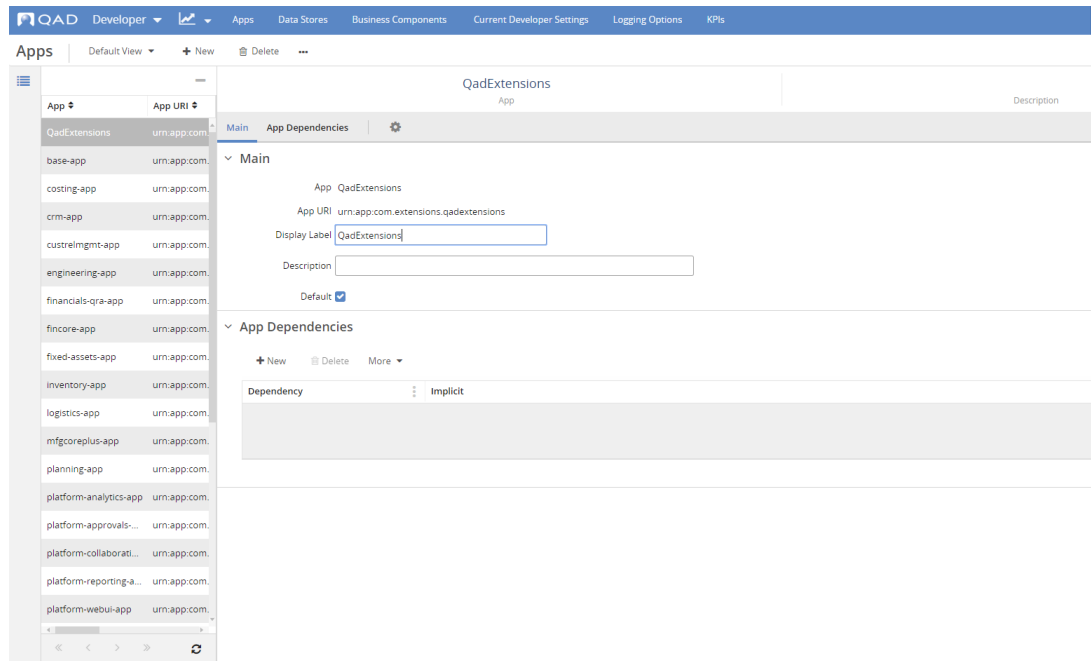 QAD Developer Apps Data Stores Business Components Current Developer Settings Logging Options KPIs
Apps Default View New Delete
App App URI
QadExtensions urn:app:com.
base-app urn:app:com.
costing-app urn:app:com.
crm-app urn:app:com.
custrelmgmt-app urn:app:com.
engineering-app urn:app:com.
financials-qra-app urn:app:com.
fincore-app urn:app:com.
fixed-assets-app urn:app:com.
inventory-app urn:app:com.
logistics-app urn:app:com.
mfgcoreplus-app urn:app:com.
planning-app urn:app:com.
platform-analytics-app urn:app:com.
platform-approvals-... urn:app:com.
platform-collaborati... urn:app:com.
platform-reporting-a... urn:app:com.
platform-webui-app urn:app:com.
QadExtensions
App
Description
Main App Dependencies
Main
App QadExtensions
App URI urn:app:com.extensions.qadextensions
Display Label QadExtensions
Description
Default
App Dependencies
New Delete More
Dependency Implicit